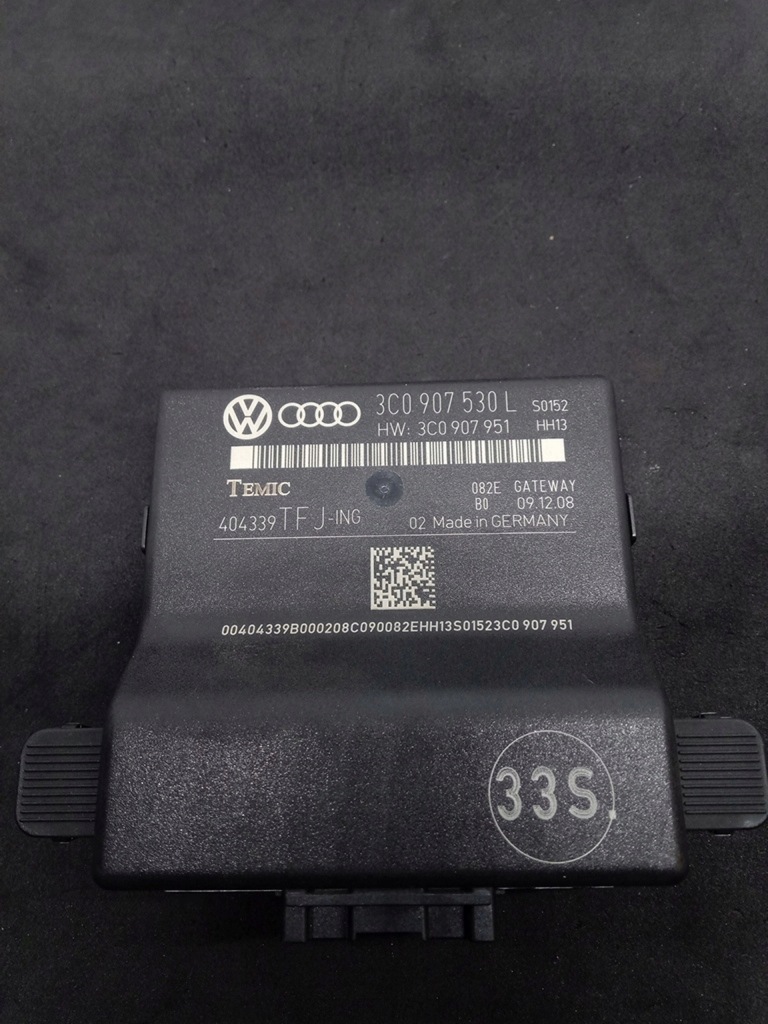 3C0 907 530 L S0152
HW: 3C0 907 951 HH13
TEMIC 082E GATEWAY
B0 09.12.08
404339 TFJ-ING 02 Made in GERMANY
00404339B000208C090082EHH13S01523C0 907 951
33S.